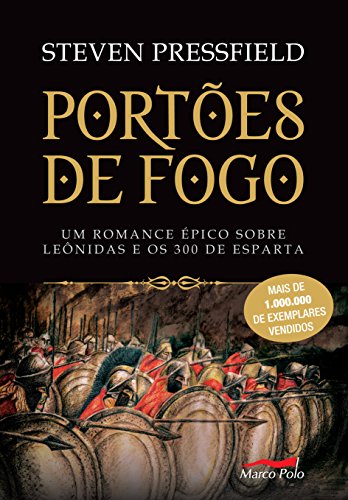 STEVEN PRESSFIELD
PORTÕES
DE FOGO
UM ROMANCE ÉPICO SOBRE
LEÔNIDAS E OS 300 DE ESPARTA
MAIS DE
1.000.000
DE EXEMPLARES
VENDIDOS
Marco Polo